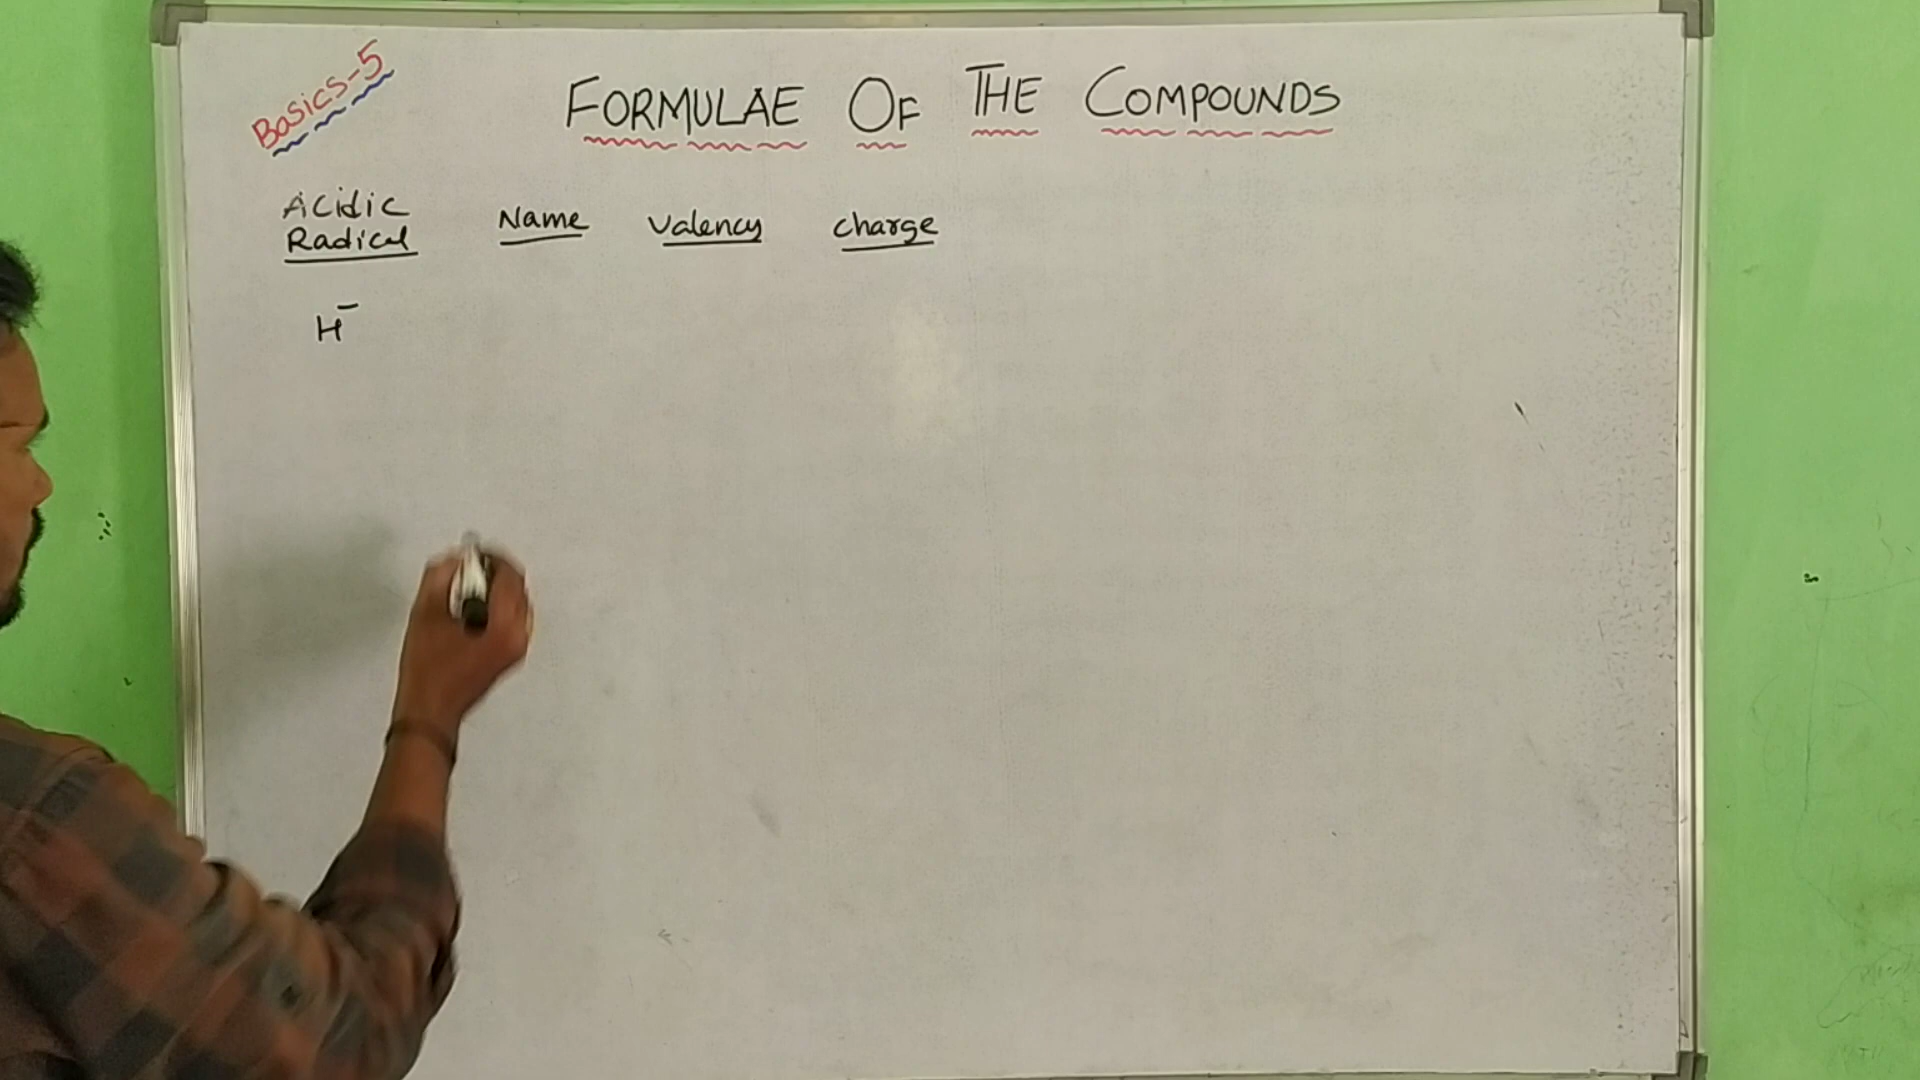 Basics-5
FORMULAE OF THE COMPOUNDS
Acidic Radical
Name
Valency
charge
H⁻